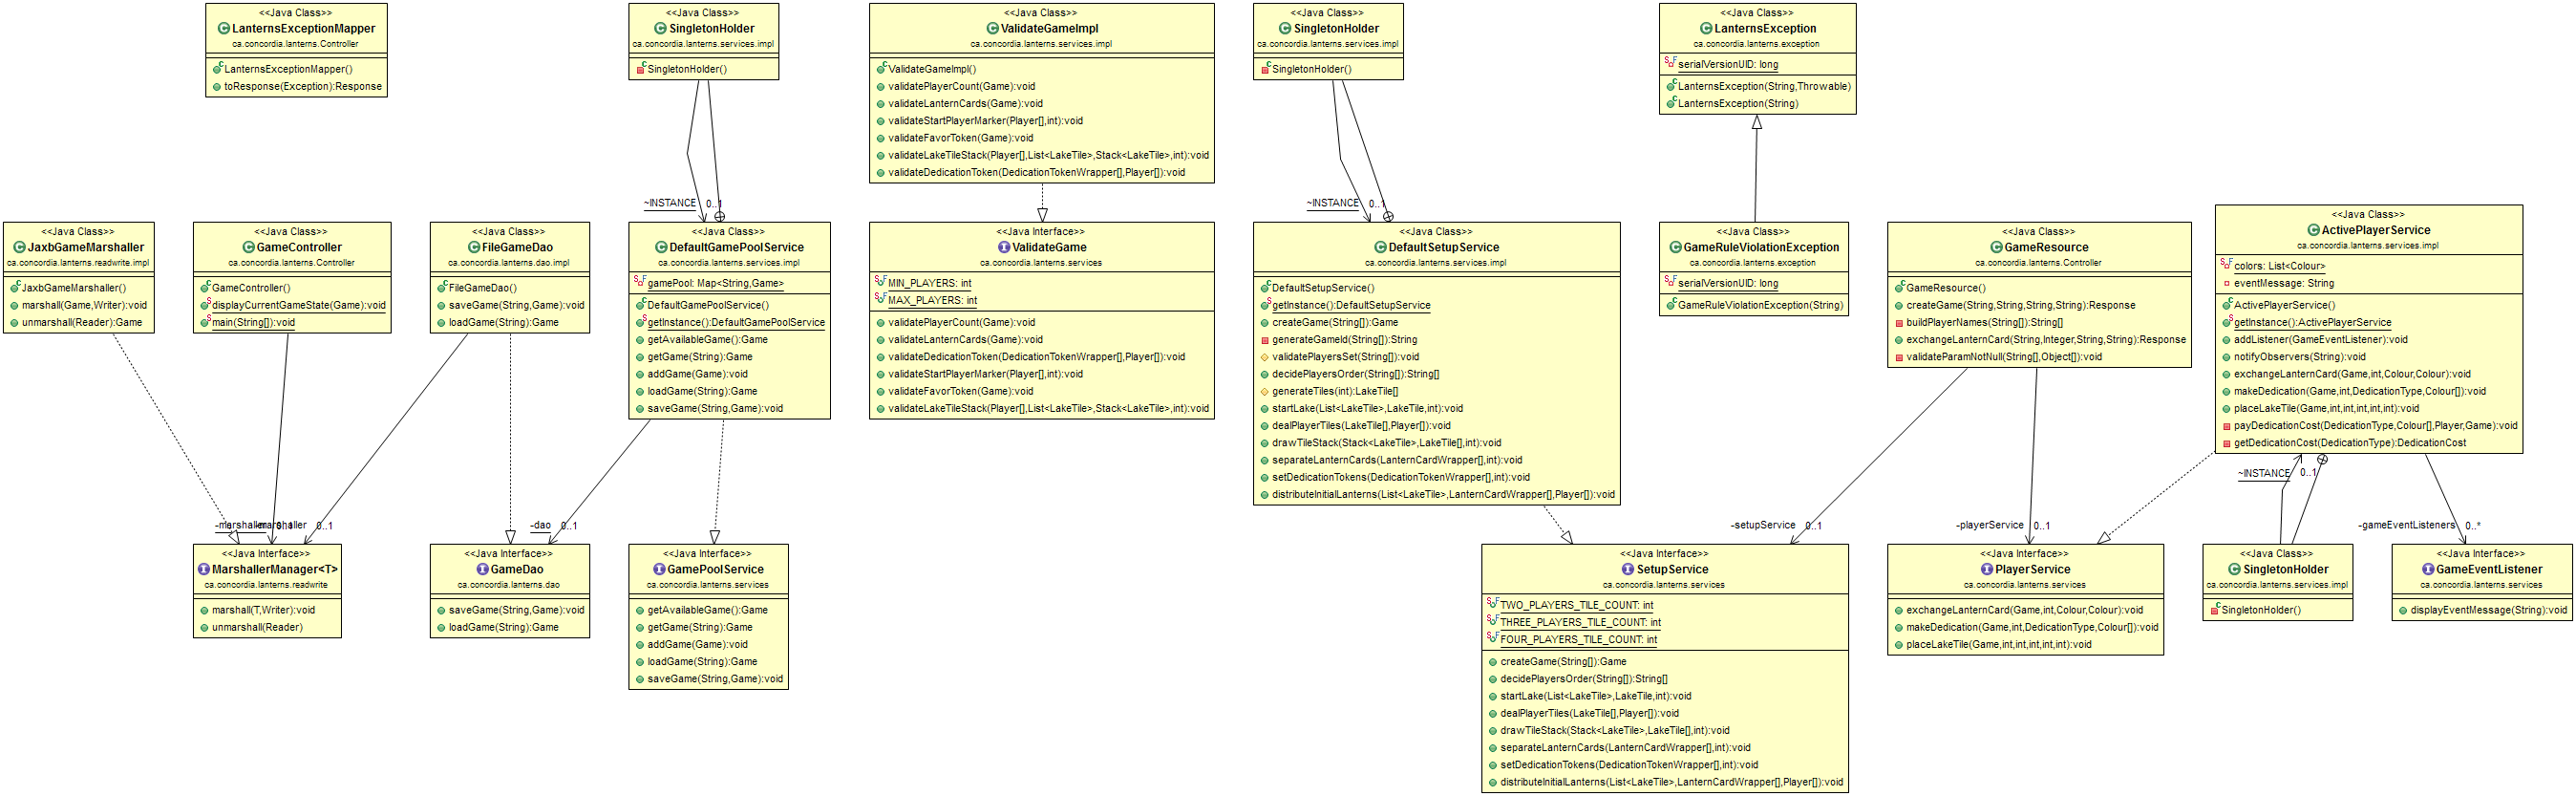 <<Java Class>>
LanternsExceptionMapper
ca.concordia.lanterns.Controller
LanternsExceptionMapper()
toResponse(Exception):Response
<<Java Class>>
SingletonHolder
ca.concordia.lanterns.services.impl
SingletonHolder()
<<Java Class>>
ValidateGameImpl
ca.concordia.lanterns.services.impl
ValidateGameImpl()
validatePlayerCount(Game):void
validateLanternCards(Game):void
validateStartPlayerMarker(Player[],int):void
validateFavorToken(Game):void
validateLakeTileStack(Player[],List<LakeTile>,Stack<LakeTile>,int):void
validateDedicationToken(DedicationTokenWrapper[],Player[]):void
<<Java Class>>
SingletonHolder
ca.concordia.lanterns.services.impl
SingletonHolder()
<<Java Class>>
LanternsException
ca.concordia.lanterns.exception
serialVersionUID: long
LanternsException(String,Throwable)
LanternsException(String)
~INSTANCE
0..1
~INSTANCE
0..1
<<Java Class>>
JaxbGameMarshaller
ca.concordia.lanterns.readwrite.impl
JaxbGameMarshaller()
marshall(Game,Writer):void
unmarshall(Reader):Game
<<Java Class>>
GameController
ca.concordia.lanterns.Controller
GameController()
displayCurrentGameState(Game):void
main(String[]):void
<<Java Class>>
FileGameDao
ca.concordia.lanterns.dao.impl
FileGameDao()
saveGame(String,Game):void
loadGame(String):Game
<<Java Class>>
DefaultGamePoolService
ca.concordia.lanterns.services.impl
gamePool: Map<String,Game>
DefaultGamePoolService()
getInstance():DefaultGamePoolService
getAvailableGame():Game
getGame(String):Game
addGame(Game):void
loadGame(String):Game
saveGame(String,Game):void
<<Java Interface>>
ValidateGame
ca.concordia.lanterns.services
MIN_PLAYERS: int
MAX_PLAYERS: int
validatePlayerCount(Game):void
validateLanternCards(Game):void
validateDedicationToken(DedicationTokenWrapper[],Player[]):void
validateStartPlayerMarker(Player[],int):void
validateFavorToken(Game):void
validateLakeTileStack(Player[],List<LakeTile>,Stack<LakeTile>,int):void
<<Java Class>>
DefaultSetupService
ca.concordia.lanterns.services.impl
DefaultSetupService()
getInstance():DefaultSetupService
createGame(String[]):Game
generateGameId(String[]):String
validatePlayersSet(String[]):void
decidePlayersOrder(String[]):String[]
generateTiles(int):LakeTile[]
startLake(List<LakeTile>,LakeTile,int):void
dealPlayerTiles(LakeTile[],Player[]):void
drawTileStack(Stack<LakeTile>,LakeTile[],int):void
separateLanternCards(LanternCardWrapper[],int):void
setDedicationTokens(DedicationTokenWrapper[],int):void
distributeInitialLanterns(List<LakeTile>,LanternCardWrapper[],Player[]):void
<<Java Class>>
GameRuleViolationException
ca.concordia.lanterns.exception
serialVersionUID: long
GameRuleViolationException(String)
<<Java Class>>
GameResource
ca.concordia.lanterns.Controller
GameResource()
createGame(String,String,String,String):Response
buildPlayerNames(String[]):String[]
exchangeLanternCard(String,Integer,String,String):Response
validateParamNotNull(String[],Object[]):void
<<Java Class>>
ActivePlayerService
ca.concordia.lanterns.services.impl
colors: List<Colour>
eventMessage: String
ActivePlayerService()
getInstance():ActivePlayerService
addListener(GameEventListener):void
notifyObservers(String):void
exchangeLanternCard(Game,int,Colour,Colour):void
makeDedication(Game,int,DedicationType,Colour[]):void
placeLakeTile(Game,int,int,int,int,int):void
payDedicationCost(DedicationType,Colour[],Player,Game):void
getDedicationCost(DedicationType):DedicationCost
~INSTANCE
0..1
-marshaller
0..1
-marshaller
0..1
-dao
0..1
-setupService
0..1
-playerService
0..1
-gameEventListeners
0..*
<<Java Interface>>
MarshallerManager<T>
ca.concordia.lanterns.readwrite
marshall(T,Writer):void
unmarshall(Reader)
<<Java Interface>>
GameDao
ca.concordia.lanterns.dao
saveGame(String,Game):void
loadGame(String):Game
<<Java Interface>>
GamePoolService
ca.concordia.lanterns.services
getAvailableGame():Game
getGame(String):Game
addGame(Game):void
loadGame(String):Game
saveGame(String,Game):void
<<Java Interface>>
SetupService
ca.concordia.lanterns.services
TWO_PLAYERS_TILE_COUNT: int
THREE_PLAYERS_TILE_COUNT: int
FOUR_PLAYERS_TILE_COUNT: int
createGame(String[]):Game
decidePlayersOrder(String[]):String[]
startLake(List<LakeTile>,LakeTile,int):void
dealPlayerTiles(LakeTile[],Player[]):void
drawTileStack(Stack<LakeTile>,LakeTile[],int):void
separateLanternCards(LanternCardWrapper[],int):void
setDedicationTokens(DedicationTokenWrapper[],int):void
distributeInitialLanterns(List<LakeTile>,LanternCardWrapper[],Player[]):void
<<Java Interface>>
PlayerService
ca.concordia.lanterns.services
exchangeLanternCard(Game,int,Colour,Colour):void
makeDedication(Game,int,DedicationType,Colour[]):void
placeLakeTile(Game,int,int,int,int,int):void
<<Java Class>>
SingletonHolder
ca.concordia.lanterns.services.impl
SingletonHolder()
<<Java Interface>>
GameEventListener
ca.concordia.lanterns.services
displayEventMessage(String):void